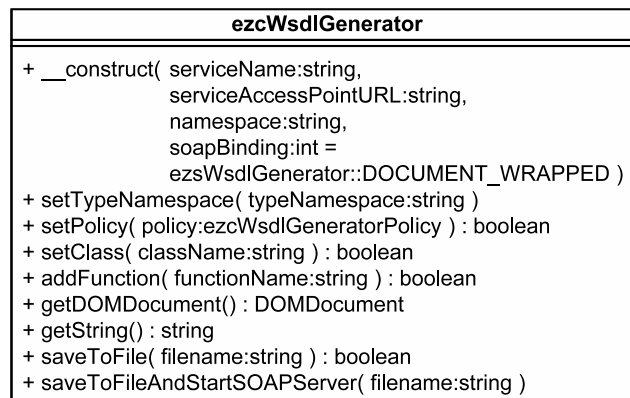 ezcWsdlGenerator
+ __construct( serviceName:string,
serviceAccessPointURL:string,
namespace:string,
soapBinding:int =
ezsWsdlGenerator::DOCUMENT_WRAPPED )
+ setTypeNamespace( typeNamespace:string )
+ setPolicy( policy:ezcWsdlGeneratorPolicy ) : boolean
+ setClass( className:string ) : boolean
+ addFunction( functionName:string ) : boolean
+ getDOMDocument() : DOMDocument
+ getString() : string
+ saveToFile( filename:string ) : boolean
+ saveToFileAndStartSOAPServer( filename:string )